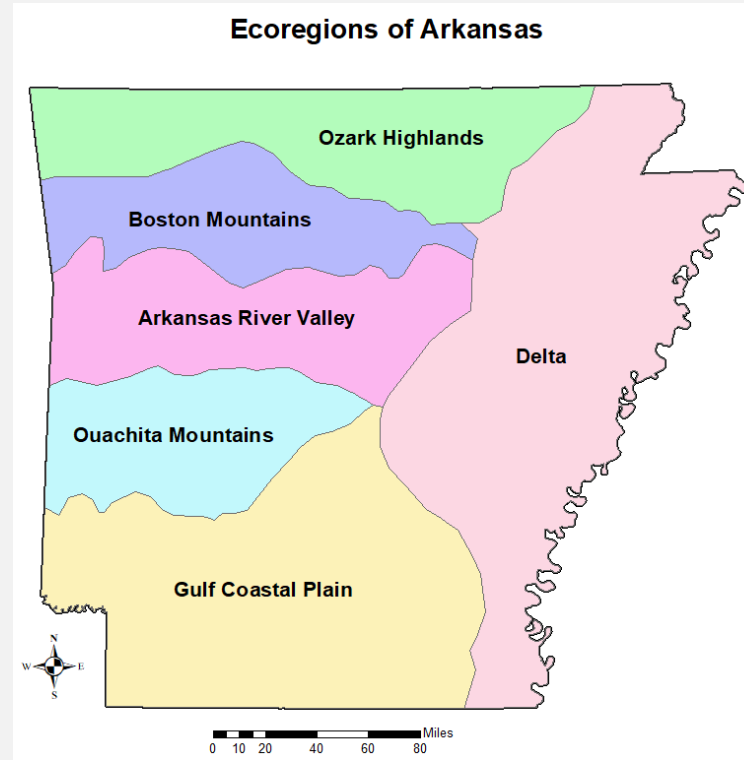 Ecoregions of Arkansas
Ozark Highlands
Boston Mountains
Arkansas River Valley
Delta
Ouachita Mountains
Gulf Coastal Plain
N
W E
S
Miles
0 10 20 40 60 80